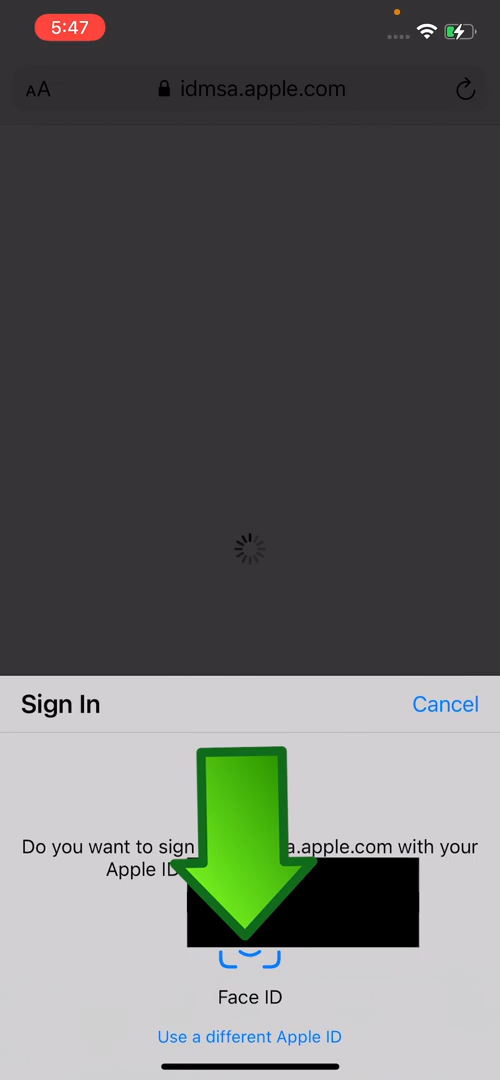 5:47
AA idmsa.apple.com
Sign In Cancel
Do you want to sign a.apple.com with your
Apple ID
Face ID
Use a different Apple ID